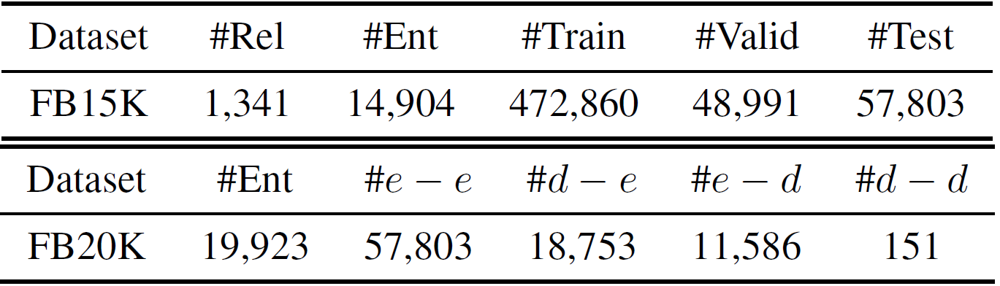 Dataset #Rel #Ent #Train #Valid #Test
FB15K 1,341 14,904 472,860 48,991 57,803
Dataset #Ent #e − e #d − e #e − d #d − d
FB20K 19,923 57,803 18,753 11,586 151